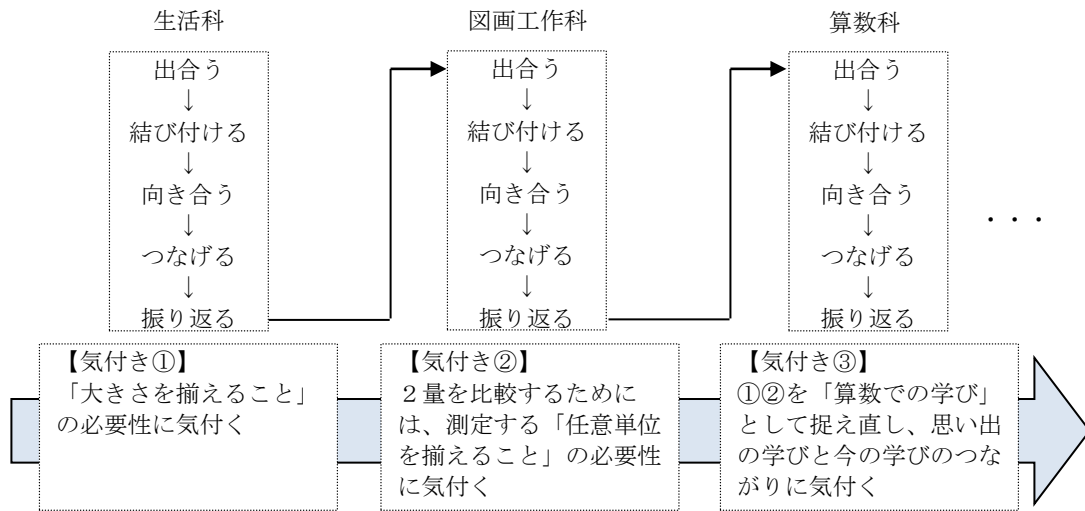 生活科
出合う
↓
結び付ける
↓
向き合う
↓
つなげる
↓
振り返る
図画工作科
出合う
↓
結び付ける
↓
向き合う
↓
つなげる
↓
振り返る
算数科
出合う
↓
結び付ける
↓
向き合う
↓
つなげる
↓
振り返る
・・・
【気付き①】
「大きさを揃えること」
の必要性に気付く
【気付き②】
２量を比較するために
は、測定する「任意単位
を揃えること」の必要性
に気付く
【気付き③】
①②を「算数での学び」
として捉え直し、思い出
の学びと今の学びのつな
がりに気付く